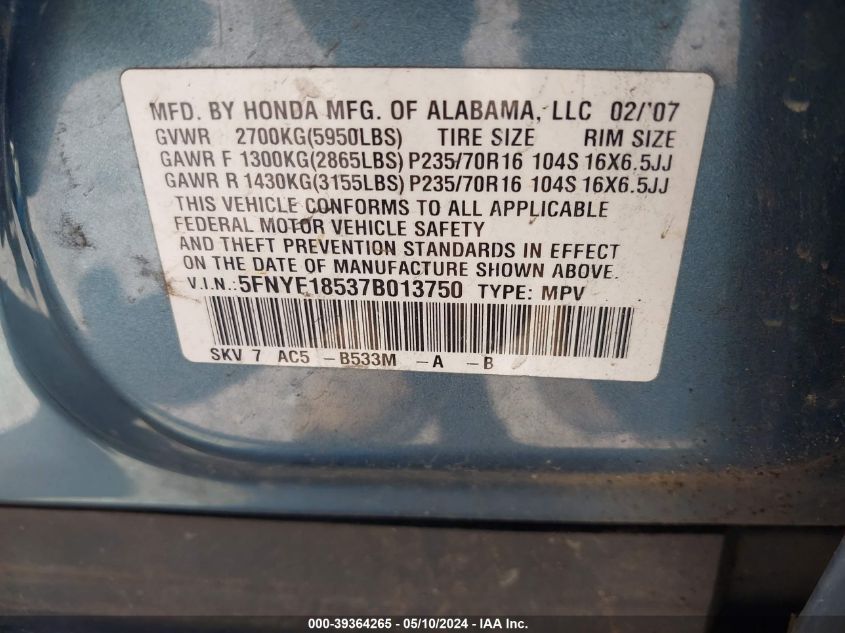 MFD. BY HONDA MFG. OF ALABAMA, LLC 02/'07
GVWR 2700KG(5950LBS) TIRE SIZE RIM SIZE
GAWR F 1300KG(2865LBS) P235/70R16 104S 16X6.5JJ
GAWR R 1430KG(3155LBS) P235/70R16 104S 16X6.5JJ
THIS VEHICLE CONFORMS TO ALL APPLICABLE
FEDERAL MOTOR VEHICLE SAFETY
AND THEFT PREVENTION STANDARDS IN EFFECT
ON THE DATE OF MANUFACTURE SHOWN ABOVE.
V.I.N.:5FNYF18537B013750 TYPE: MPV
SKV 7 AC5 -B533M -A -B
000-39364265 - 05/10/2024 - IAA Inc.